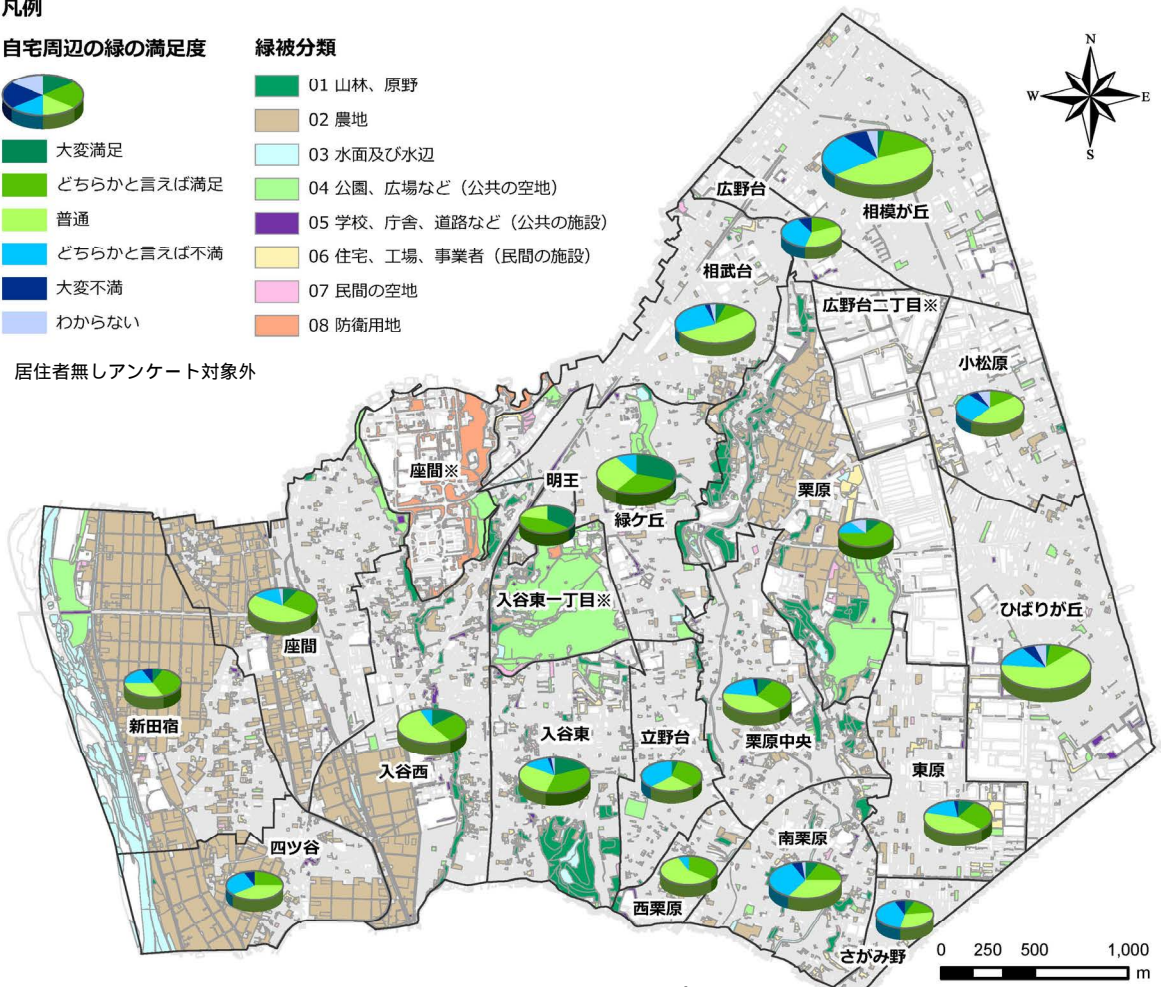 凡例
自宅周辺の緑の満足度
大変満足
どちらかと言えば満足
普通
どちらかと言えば不満
大変不満
わからない
緑被分類
01 山林、原野
02 農地
03 水面及び水辺
04 公園、広場など（公共の空地）
05 学校、庁舎、道路など（公共の施設）
06 住宅、工場、事業者（民間の施設）
07 民間の空地
08 防衛用地
居住者無しアンケート対象外
N
W
E
S
広野台
相模が丘
相武台
広野台二丁目※
小松原
座間※
明王
緑ケ丘
栗原
入谷東一丁目※
ひばりが丘
座間
新田宿
入谷西
入谷東
立野台
栗原中央
東原
四ツ谷
南栗原
西栗原
さがみ野
0 250 500 1,000
m